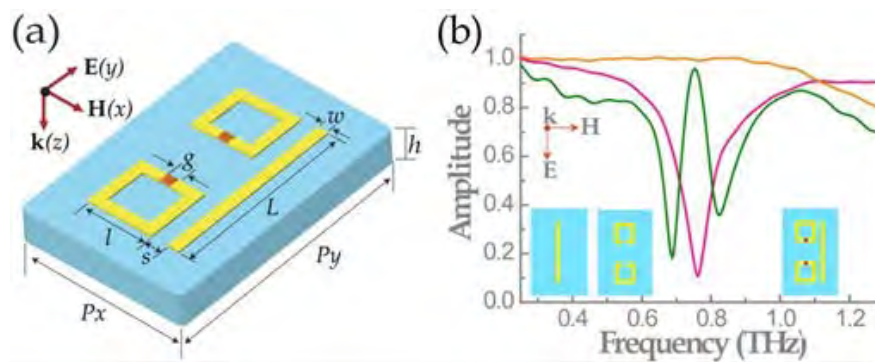 (a)
E(y)
H(x)
k(z)
w
h
g
L
l
s
Py
Px
(b)
1.0
0.8
0.6
0.4
0.2
0.0
Amplitude
k
H
E
0.4 0.6 0.8 1.0 1.2
Frequency (THz)